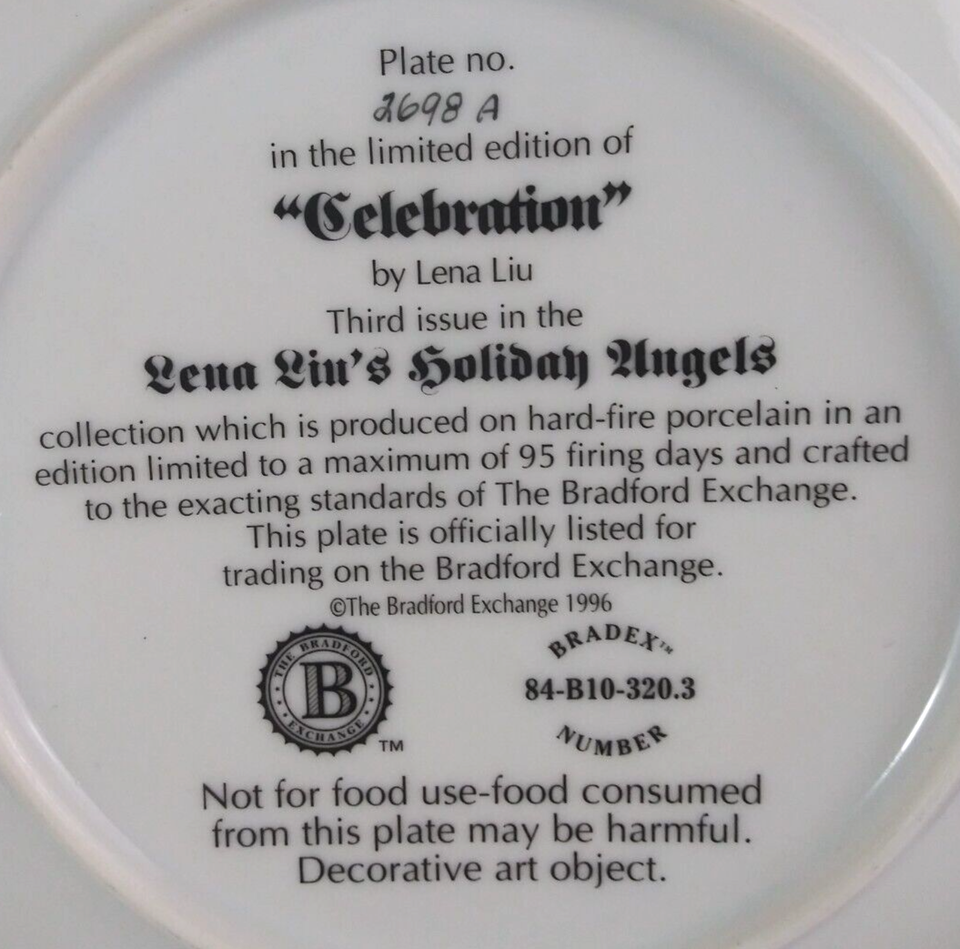 Plate no.
2698 A
in the limited edition of
“Celebration”
by Lena Liu
Third issue in the
Lena Liu's Holiday Angels
collection which is produced on hard-fire porcelain in an
edition limited to a maximum of 95 firing days and crafted
to the exacting standards of The Bradford Exchange.
This plate is officially listed for
trading on the Bradford Exchange.
©The Bradford Exchange 1996
THE BRADFORD
B
EXCHANGE
TM
BRADEX™
84-B10-320.3
NUMBER
Not for food use-food consumed
from this plate may be harmful.
Decorative art object.